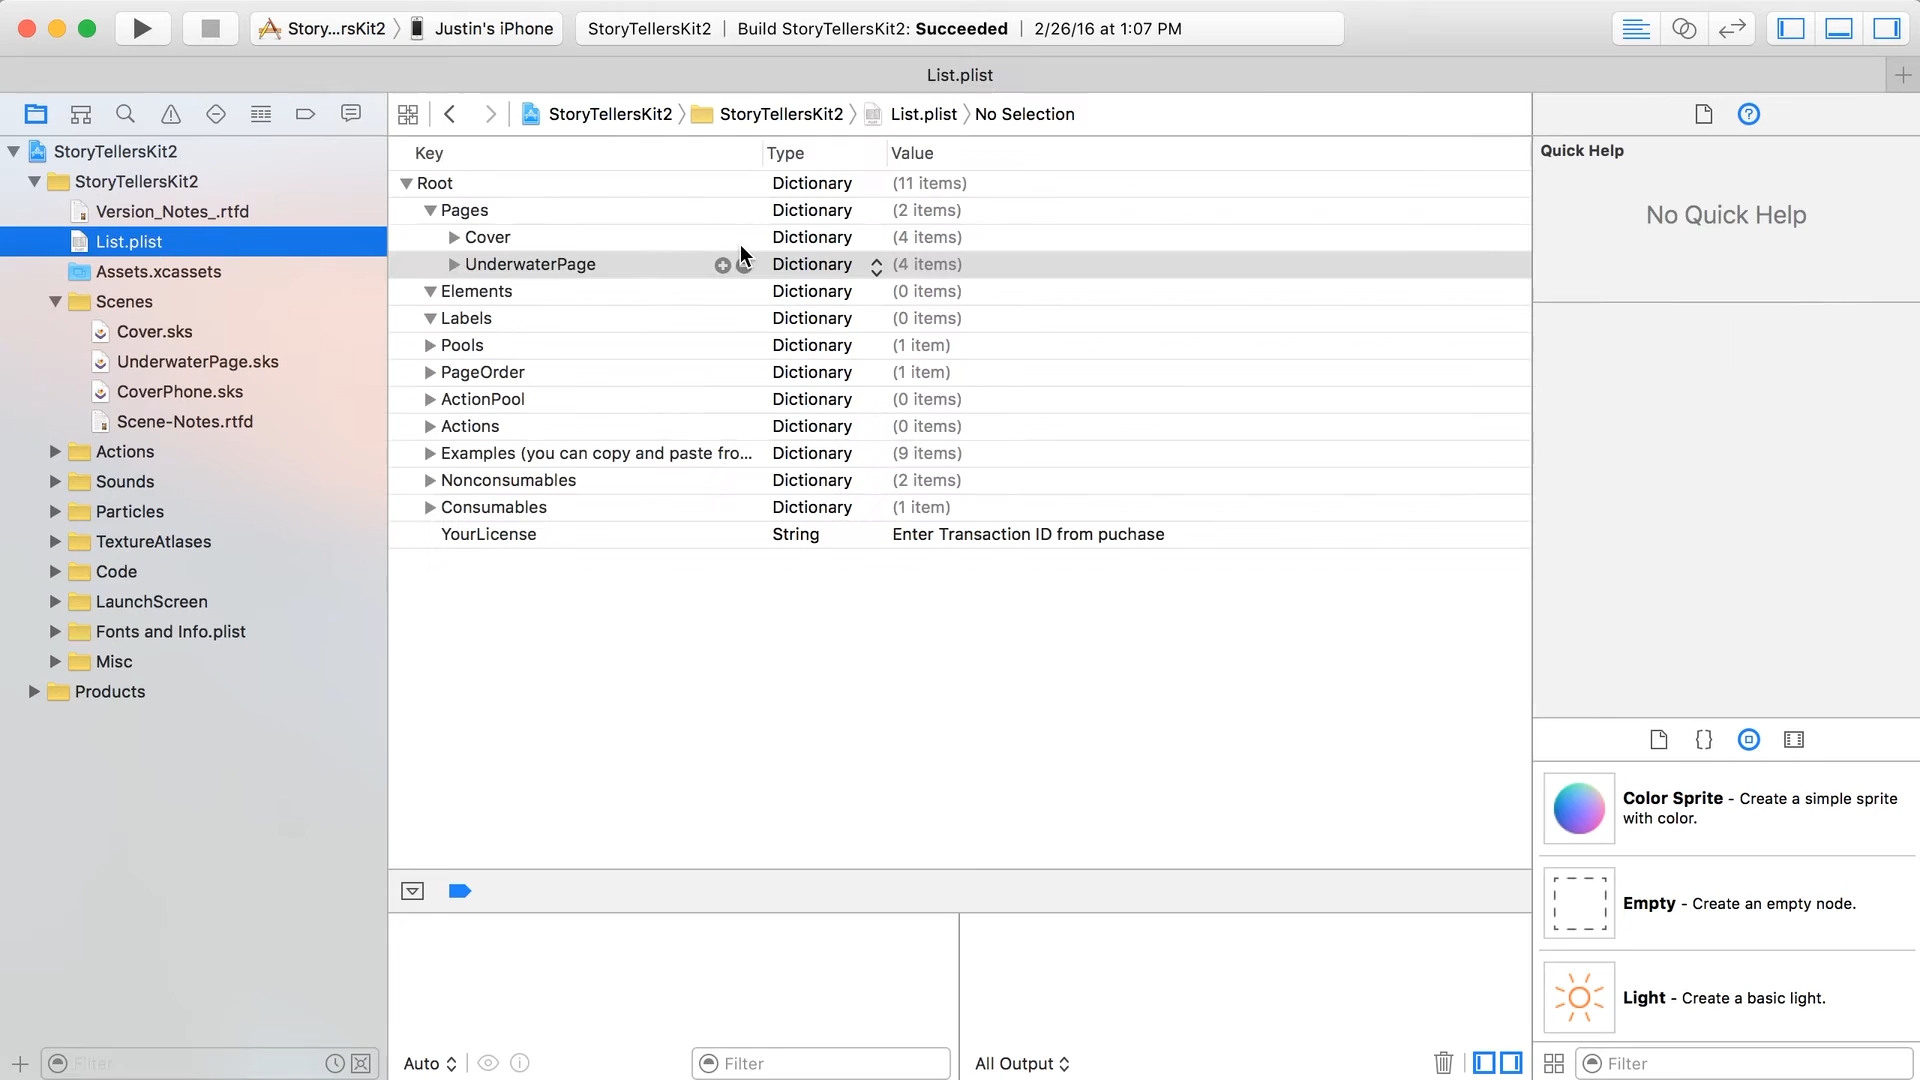 Story...rsKit2 〉 Justin's iPhone
StoryTellersKit2 | Build StoryTellersKit2: Succeeded | 2/26/16 at 1:07 PM
List.plist
StoryTellersKit2
StoryTellersKit2
Version_Notes_.rtfd
List.plist
Assets.xcassets
Scenes
Cover.sks
UnderwaterPage.sks
CoverPhone.sks
Scene-Notes.rtfd
Actions
Sounds
Particles
TextureAtlases
Code
LaunchScreen
Fonts and Info.plist
Misc
Products
Filter
StoryTellersKit2 〉 StoryTellersKit2 〉 List.plist 〉 No Selection
Key Type Value
Root Dictionary (11 items)
Pages Dictionary (2 items)
Cover Dictionary (4 items)
UnderwaterPage Dictionary (4 items)
Elements Dictionary (0 items)
Labels Dictionary (0 items)
Pools Dictionary (1 item)
PageOrder Dictionary (1 item)
ActionPool Dictionary (0 items)
Actions Dictionary (0 items)
Examples (you can copy and paste fro... Dictionary (9 items)
Nonconsumables Dictionary (2 items)
Consumables Dictionary (1 item)
YourLicense String Enter Transaction ID from puchase
Auto
Filter
All Output
Quick Help
No Quick Help
Color Sprite - Create a simple sprite
with color.
Empty - Create an empty node.
Light - Create a basic light.
Filter